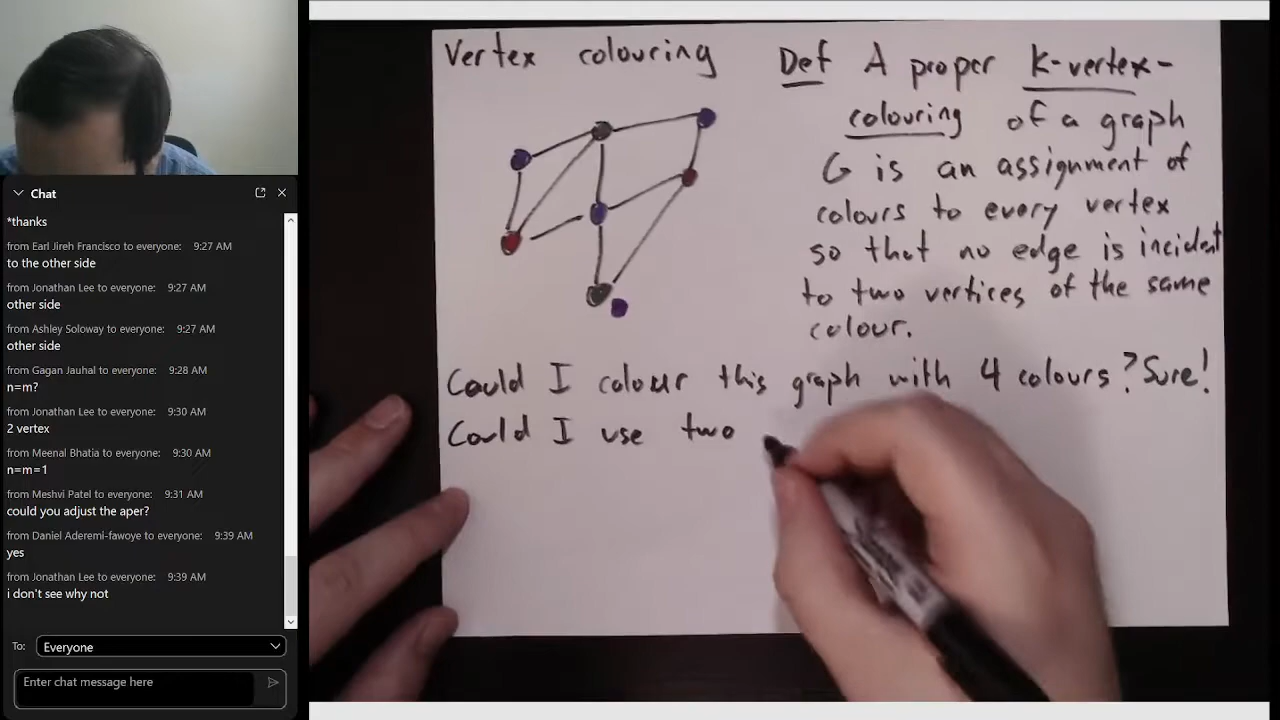 Chat
*thanks
from Earl Jireh Francisco to everyone: 9:27 AM
to the other side
from Jonathan Lee to everyone: 9:27 AM
other side
from Ashley Soloway to everyone: 9:27 AM
other side
from Gagan Jauhal to everyone: 9:28 AM
n=m?
from Jonathan Lee to everyone: 9:30 AM
2 vertex
from Meenal Bhatia to everyone: 9:30 AM
n=m=1
from Meshvi Patel to everyone: 9:31 AM
could you adjust the aper?
from Daniel Aderemi-fawoye to everyone: 9:39 AM
yes
from Jonathan Lee to everyone: 9:39 AM
i don't see why not
To: Everyone
Enter chat message here
Vertex colouring
Def A proper K-vertex-
colouring of a graph
G is an assignment of
colours to every vertex
so that no edge is incident
to two vertices of the same
colour.
Could I colour this graph with 4 colours? Sure!
Could I use two